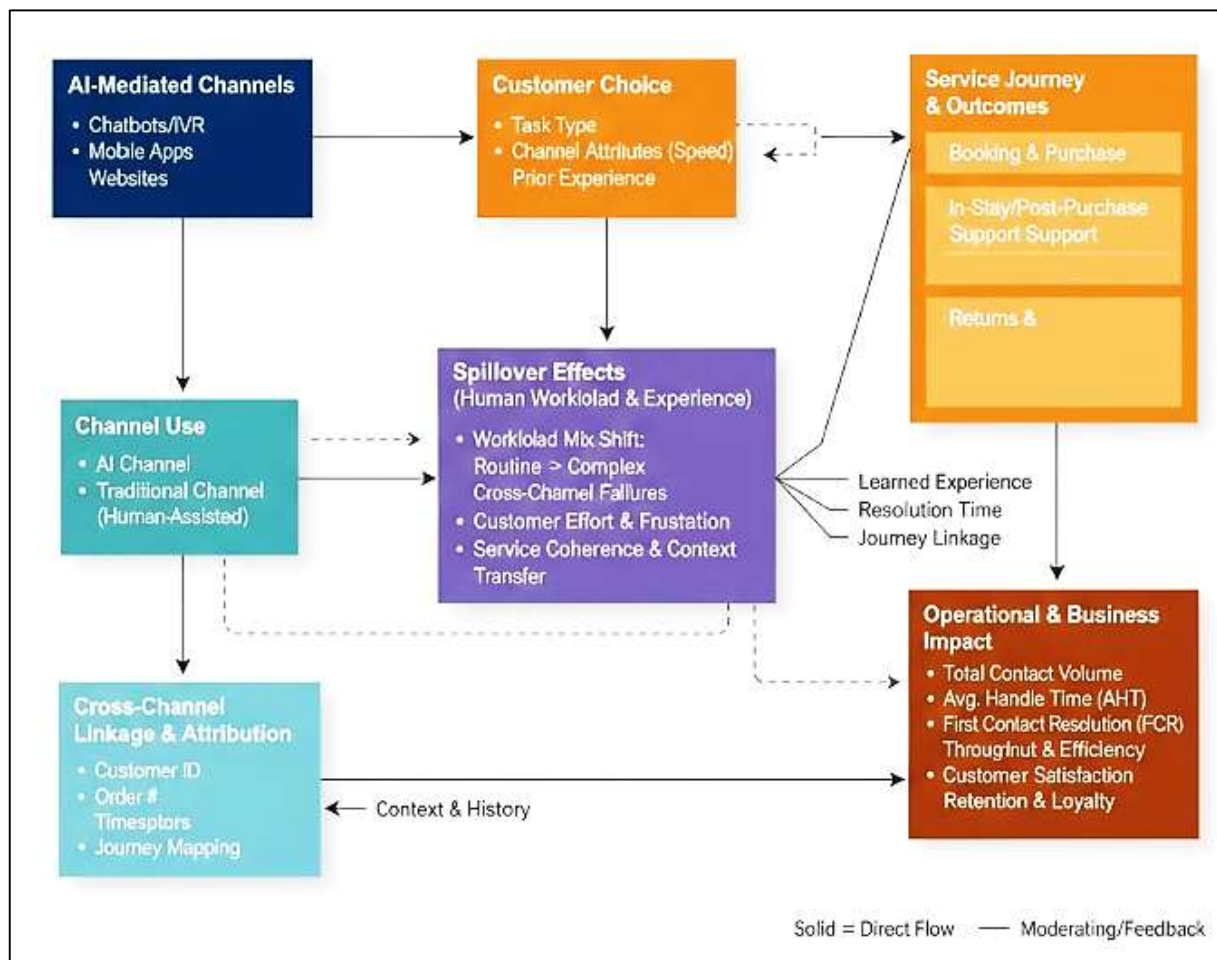 AI-Mediated Channels
• Chatbots/IVR
• Mobile Apps
Websites
Customer Choice
• Task Type
• Channel Attributes (Speed)
Prior Experience
Service Journey
& Outcomes
Booking & Purchase
In-Stay/Post-Purchase
Support Support
Returns &
Channel Use
• AI Channel
• Traditional Channel
(Human-Assisted)
Spillover Effects
(Human Worklolad & Experience)
• Worklolad Mix Shift:
Routine > Complex
Cross-Channel Failures
• Customer Effort & Frustation
• Service Coherence & Context
Transfer
Learned Experience
Resolution Time
Journey Linkage
Cross-Channel
Linkage & Attribution
• Customer ID
• Order #
Timesptors
• Journey Mapping
Context & History
Operational & Business
Impact
• Total Contact Volume
• Avg. Handle Time (AHT)
• First Contact Resolution (FCR)
Througlnut & Efficiency
• Customer Satisfaction
Retention & Loyalty
Solid = Direct Flow — Moderating/Feedback